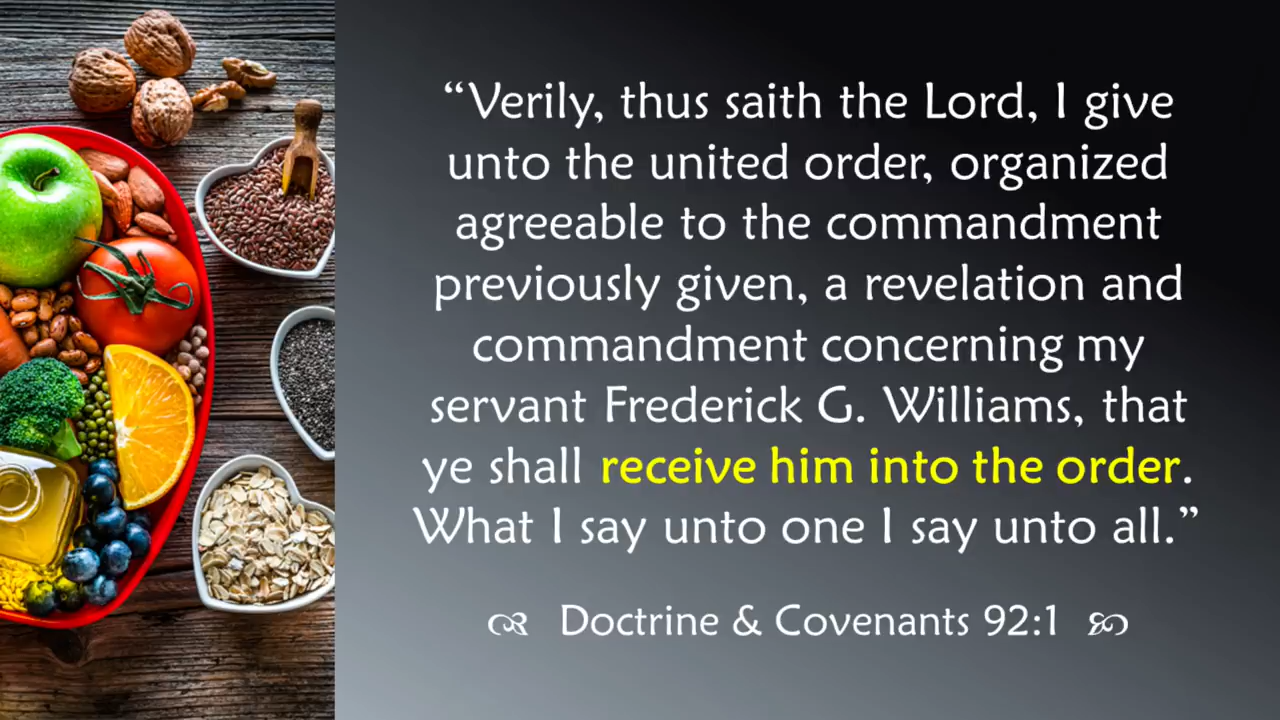 “Verily, thus saith the Lord, I give
unto the united order, organized
agreeable to the commandment
previously given, a revelation and
commandment concerning my
servant Frederick G. Williams, that
ye shall receive him into the order.
What I say unto one I say unto all.”
Doctrine & Covenants 92:1